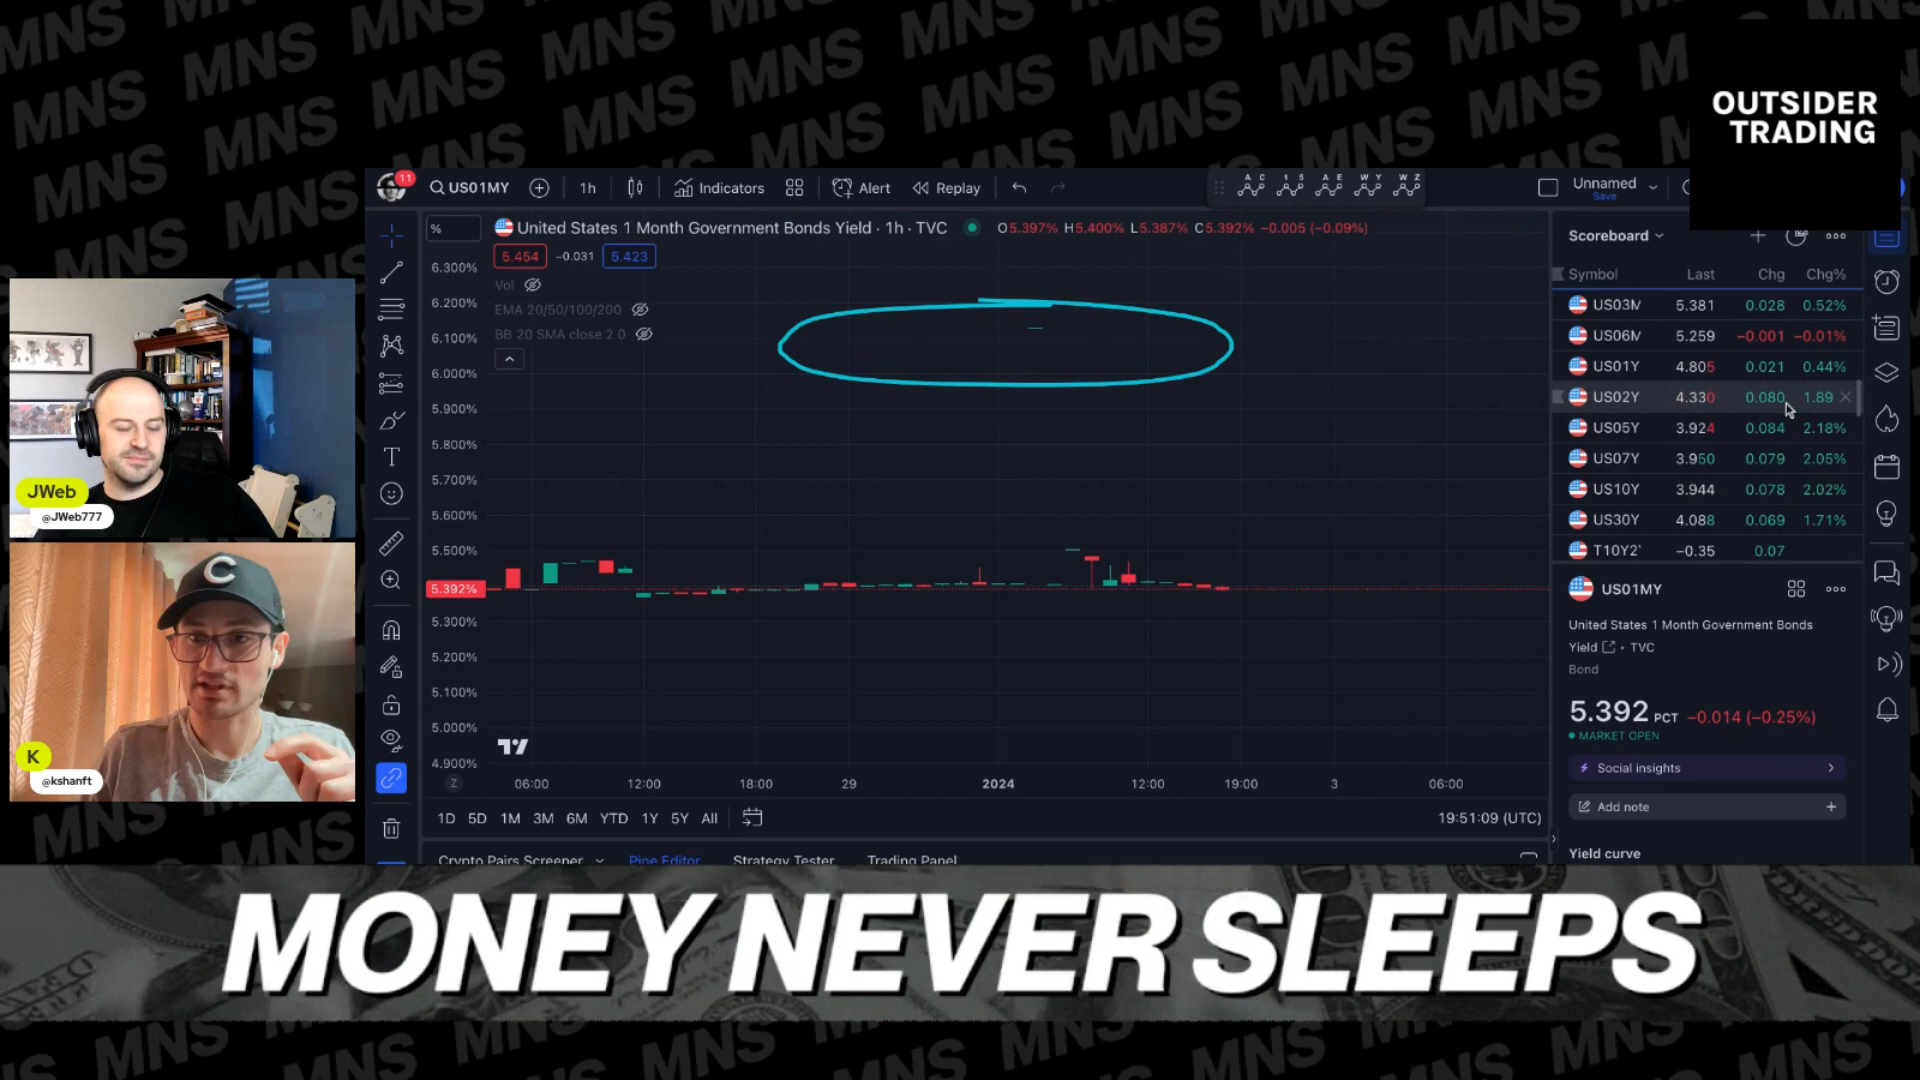 OUTSIDER
TRADING
11
US01MY
1h
Indicators
Alert
Replay
A C
1 5
A E
W Y
W Z
Unnamed
Save
%
United States 1 Month Government Bonds Yield · 1h · TVC
O5.397% H5.400% L5.387% C5.392% −0.005 (−0.09%)
5.454 −0.031 5.423
Vol
EMA 20/50/100/200
BB 20 SMA close 2 0
6.300%
6.200%
6.100%
6.000%
5.900%
5.800%
5.700%
5.600%
5.500%
5.392%
5.300%
5.200%
5.100%
5.000%
4.900%
Z
06:00 12:00 18:00 29 2024 12:00 19:00 3 06:00
1D 5D 1M 3M 6M YTD 1Y 5Y All
19:51:09 (UTC)
Crypto Pairs Screener Pine Editor Strategy Tester Trading Panel
Scoreboard
Symbol Last Chg Chg%
US03M 5.381 0.028 0.52%
US06M 5.259 −0.001 −0.01%
US01Y 4.805 0.021 0.44%
US02Y 4.330 0.080 1.89
US05Y 3.924 0.084 2.18%
US07Y 3.950 0.079 2.05%
US10Y 3.944 0.078 2.02%
US30Y 4.088 0.069 1.71%
T10Y2 −0.35 0.07
US01MY
United States 1 Month Government Bonds
Yield · TVC
Bond
5.392 PCT −0.014 (−0.25%)
MARKET OPEN
Social insights
Add note
Yield curve
JWeb
@JWeb777
C
K
@kshanft
MONEY NEVER SLEEPS
MNS